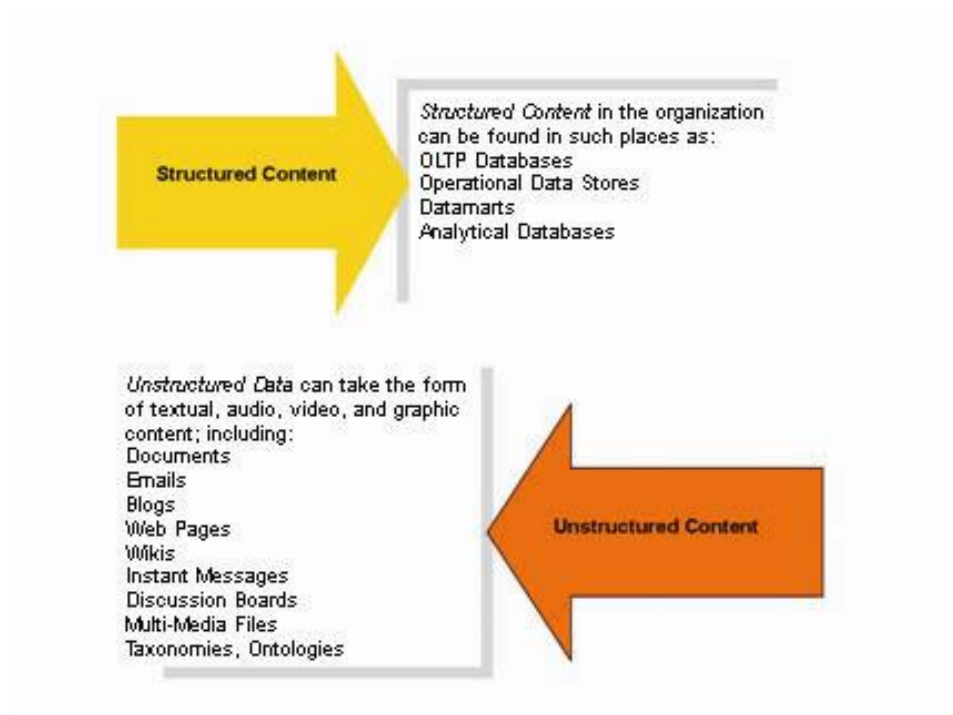 Structured Content
Structured Content in the organization
can be found in such places as:
OLTP Databases
Operational Data Stores
Datamarts
Analytical Databases
Unstructured Data can take the form
of textual, audio, video, and graphic
content; including:
Documents
Emails
Blogs
Web Pages
Wikis
Instant Messages
Discussion Boards
Multi-Media Files
Taxonomies, Ontologies
Unstructured Content